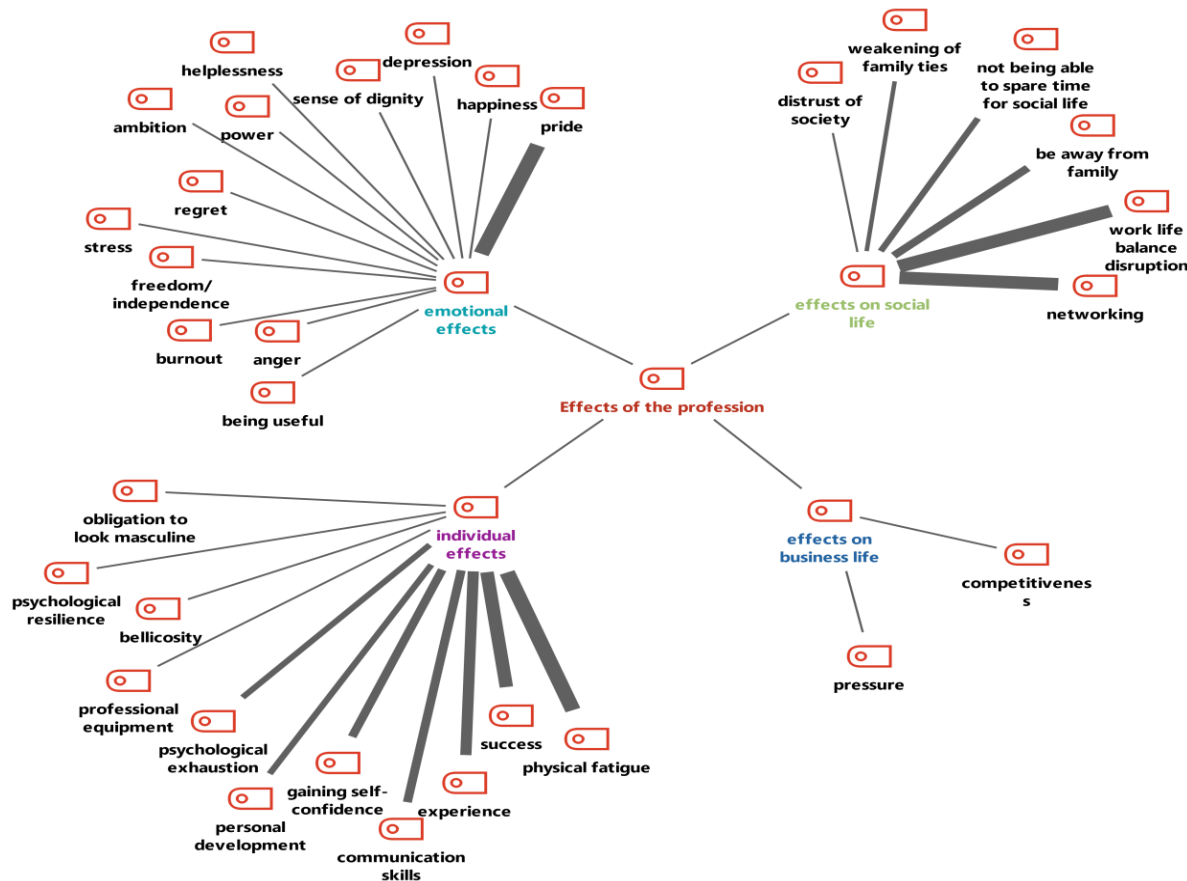 helplessness
depression
sense of dignity
happiness
ambition
power
pride
regret
stress
freedom/
independence
burnout
anger
being useful
emotional
effects
weakening of
family ties
not being able
to spare time
for social life
distrust of
society
be away from
family
work life
balance
disruption
networking
effects on social
life
Effects of the profession
obligation to
look masculine
individual
effects
psychological
resilience
bellicosity
professional
equipment
psychological
exhaustion
personal
development
gaining self-
confidence
communication
skills
experience
success
physical fatigue
effects on
business life
competitivenes
s
pressure